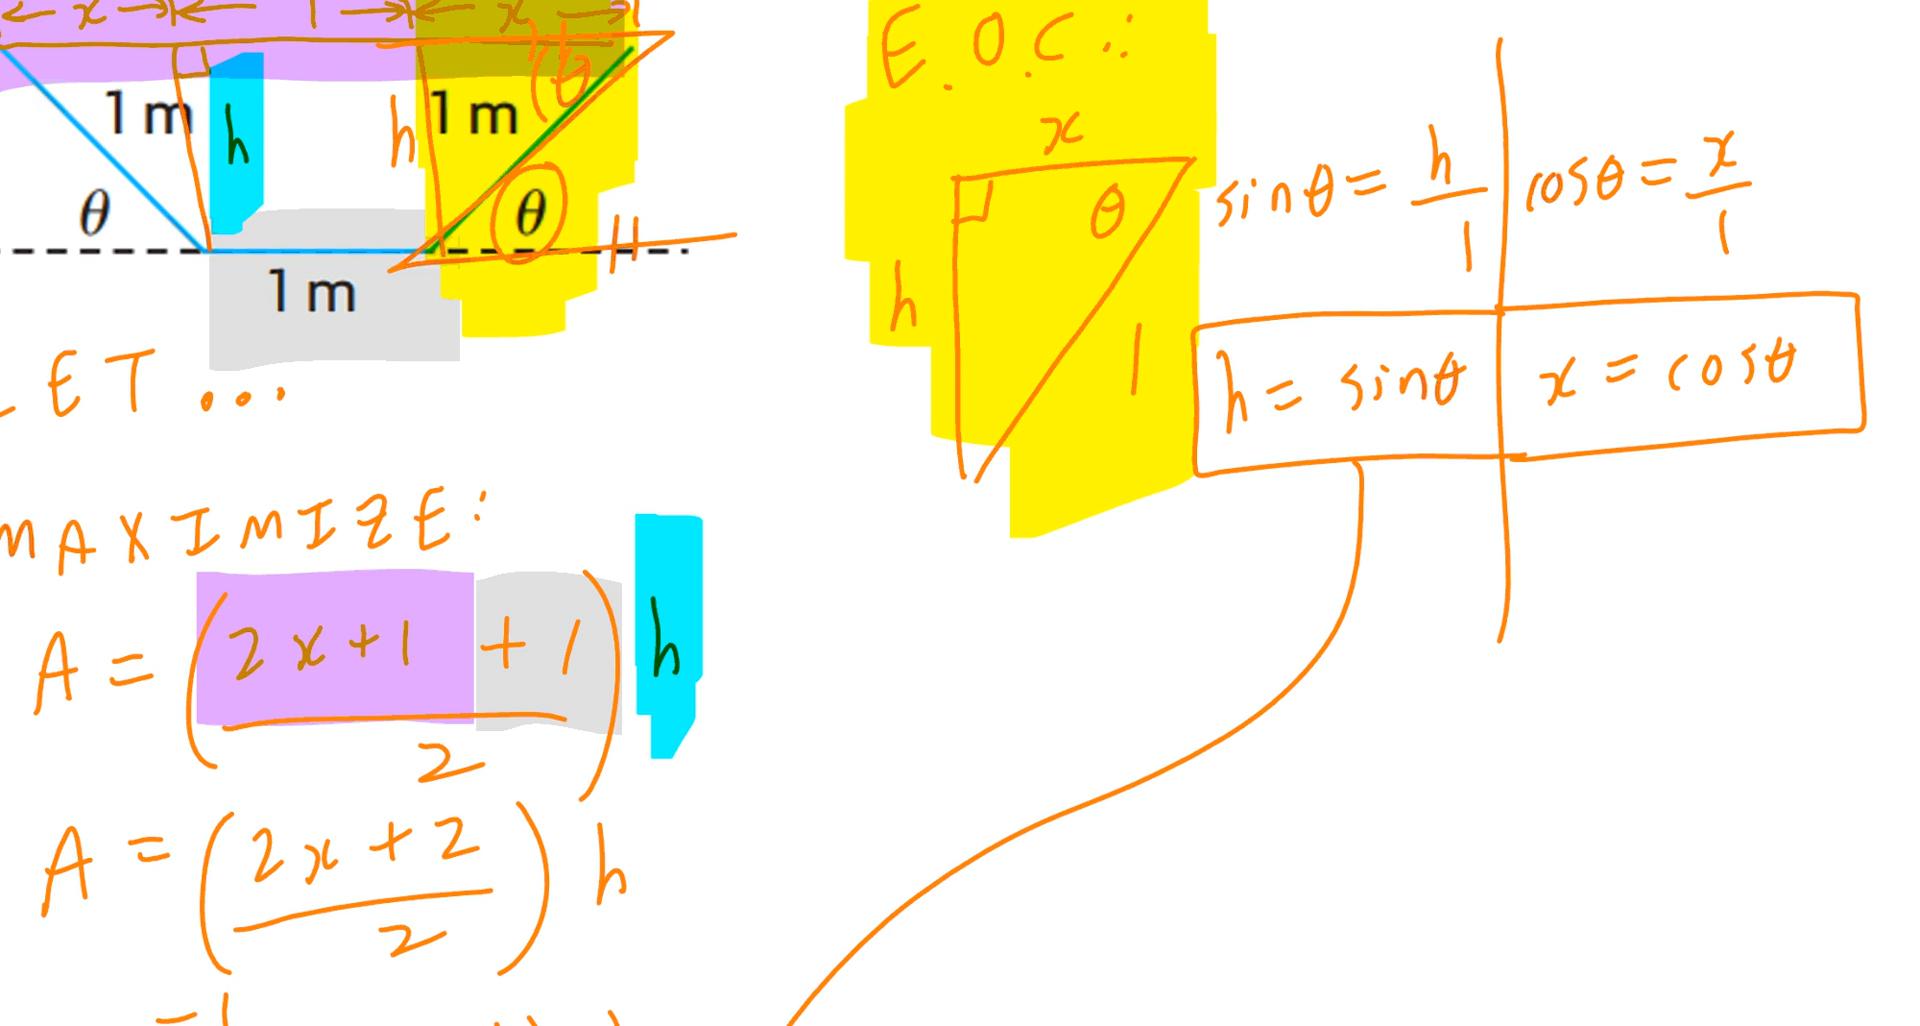 x 1 x
E.O.C.:
1 m h h 1 m θ
θ θ
1 m
x
θ
h 1
sinθ = h/1 cosθ = x/1
h = sinθ x = cosθ
LET ...
MAXIMIZE:
A = (2x+1 + 1 / 2) h
A = (2x+2 / 2) h